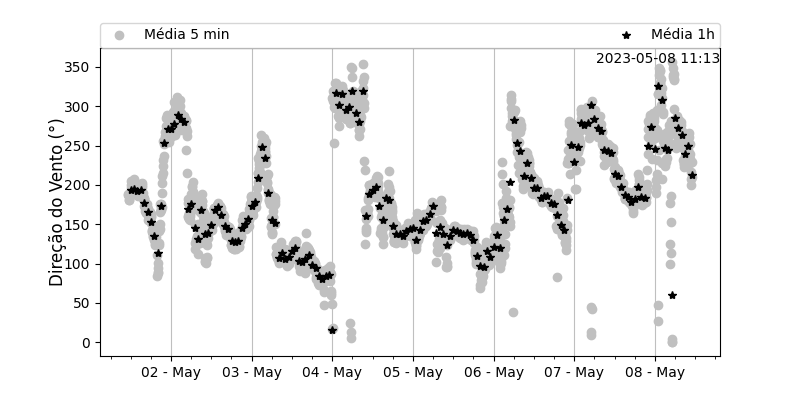 Média 5 min
Média 1h
2023-05-08 11:13
Direção do Vento (°)
350
300
250
200
150
100
50
0
02 - May
03 - May
04 - May
05 - May
06 - May
07 - May
08 - May